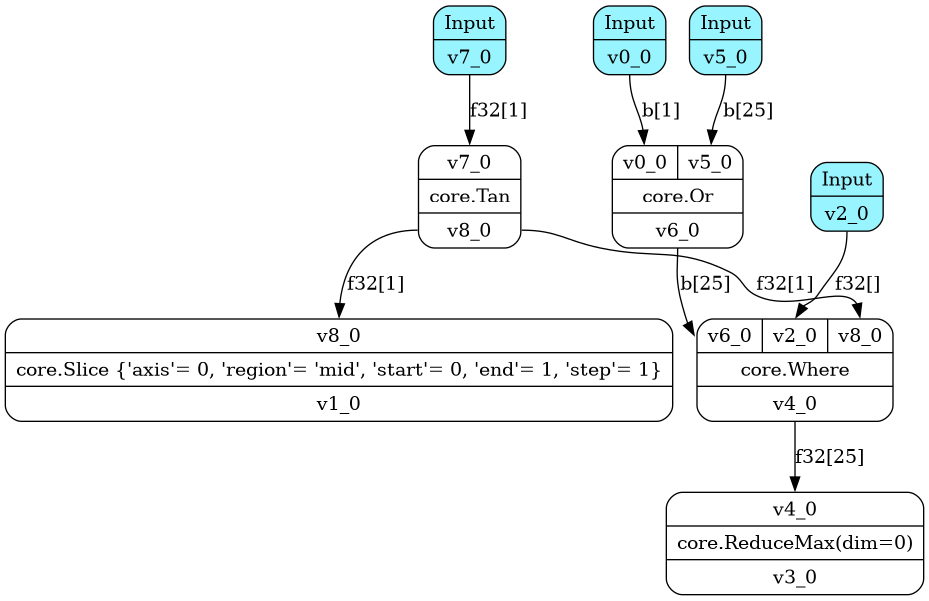 Input
v7_0
Input
v0_0
Input
v5_0
f32[1]
b[1]
b[25]
v7_0
core.Tan
v8_0
v0_0 v5_0
core.Or
v6_0
Input
v2_0
f32[1]
b[25]
f32[1]
f32[]
v8_0
core.Slice {'axis'= 0, 'region'= 'mid', 'start'= 0, 'end'= 1, 'step'= 1}
v1_0
v6_0 v2_0 v8_0
core.Where
v4_0
f32[25]
v4_0
core.ReduceMax(dim=0)
v3_0